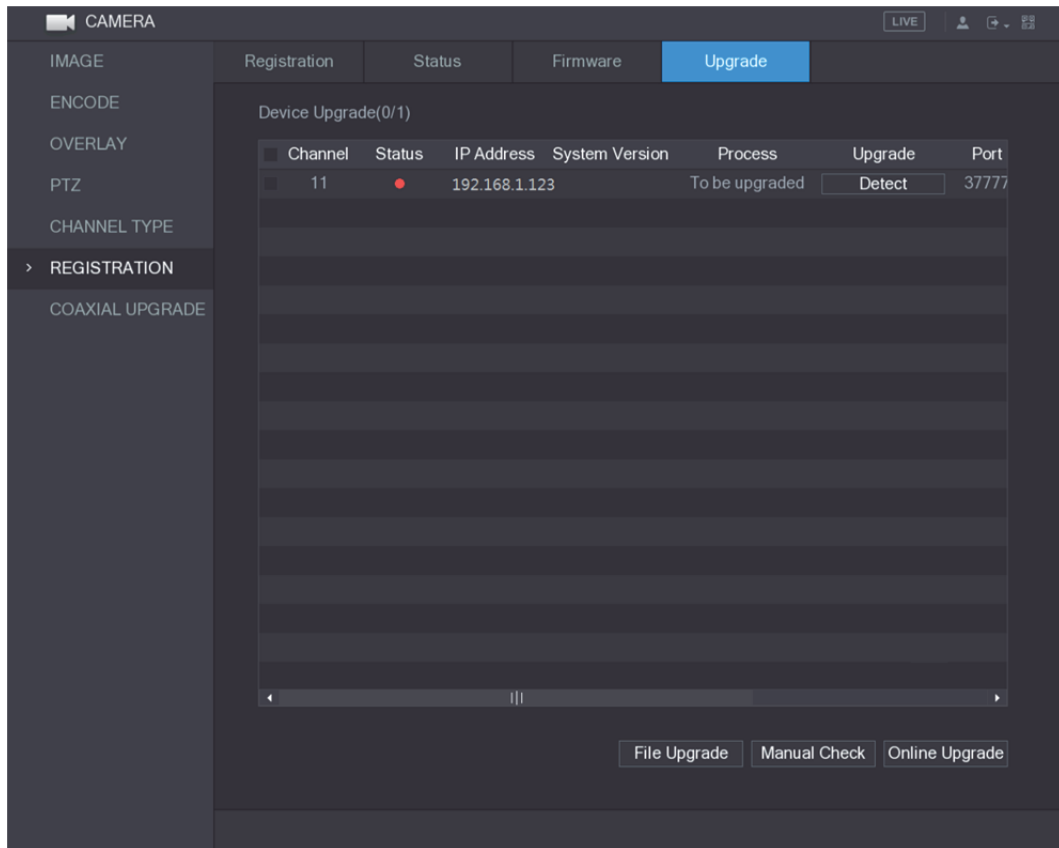 CAMERA LIVE
IMAGE Registration Status Firmware Upgrade
ENCODE
Device Upgrade(0/1)
OVERLAY
Channel Status IP Address System Version Process Upgrade Port
PTZ
11 192.168.1.123 To be upgraded Detect 37777
CHANNEL TYPE
> REGISTRATION
COAXIAL UPGRADE
File Upgrade Manual Check Online Upgrade